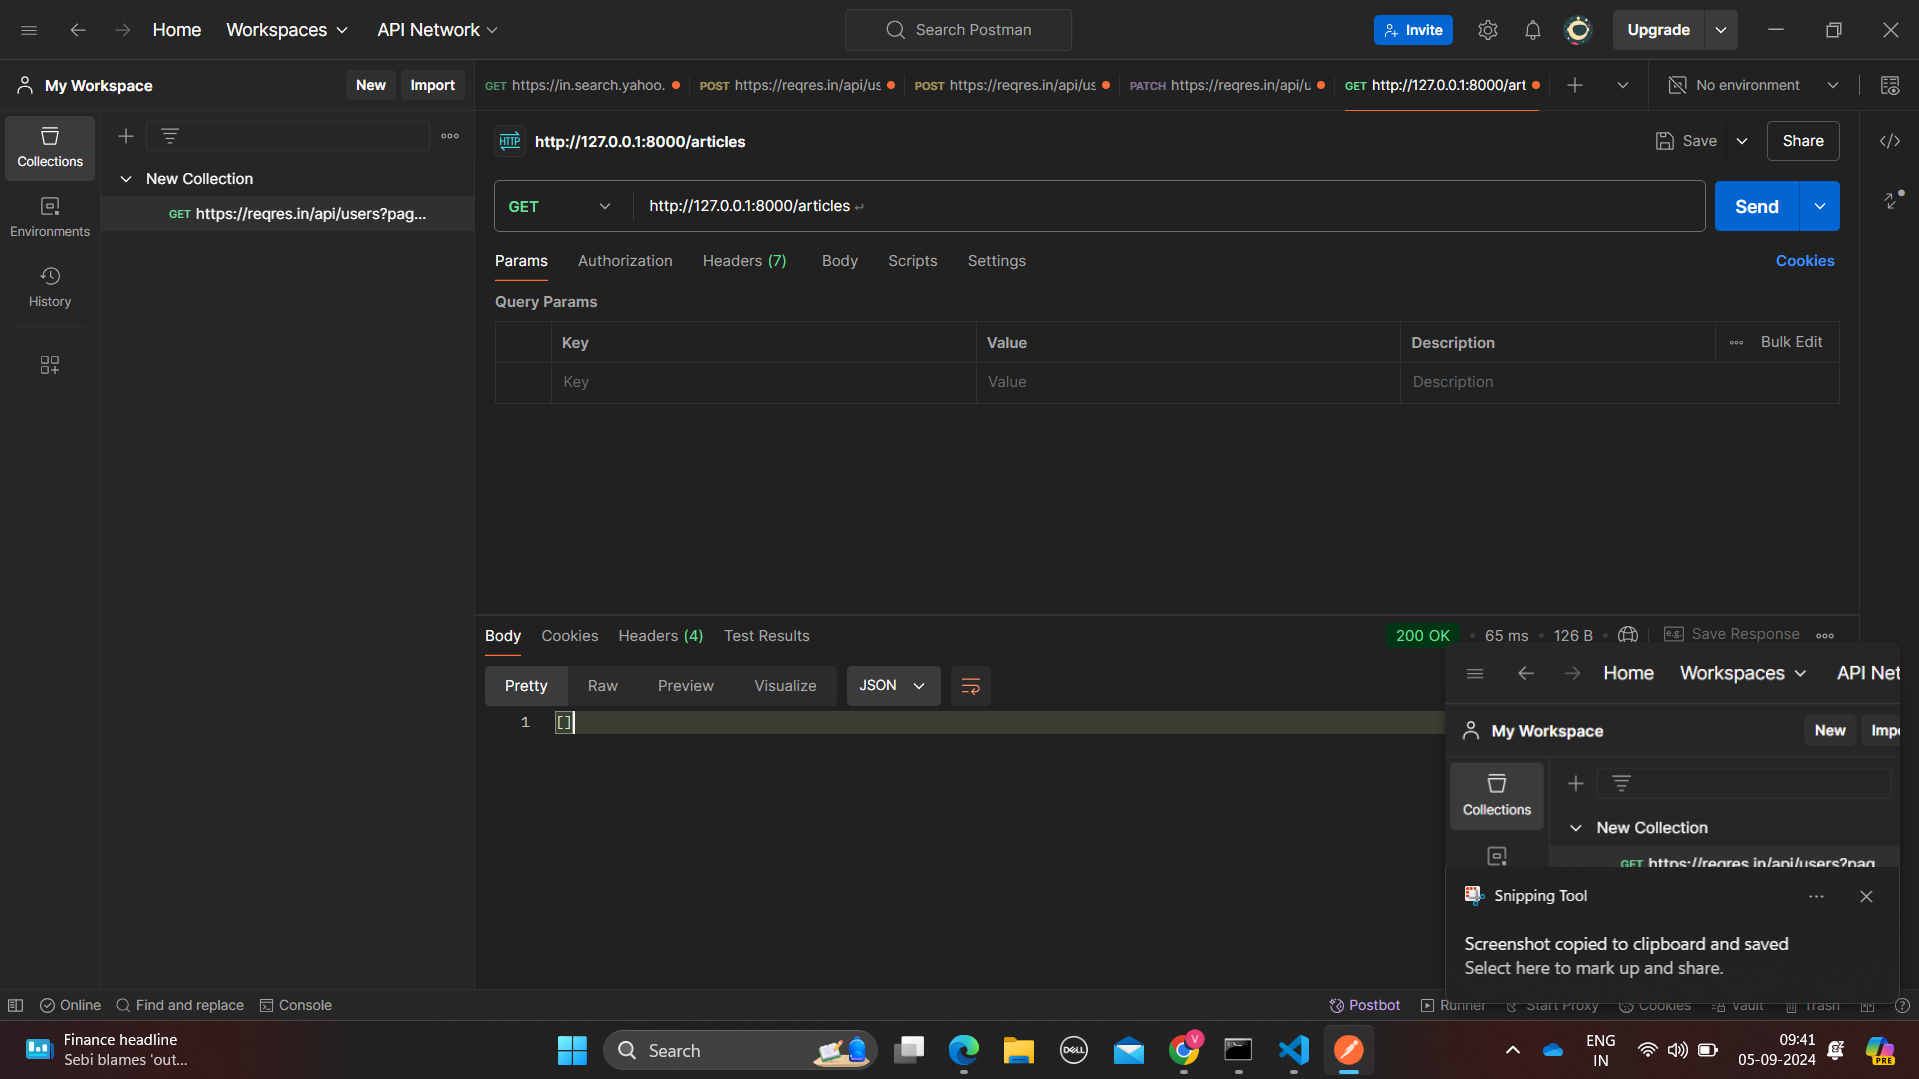 Home Workspaces API Network
Search Postman
Invite
Upgrade
My Workspace New Import
GET https://in.search.yahoo. POST https://reqres.in/api/us POST https://reqres.in/api/us PATCH https://reqres.in/api/u GET http://127.0.0.1:8000/art
No environment
Collections
Environments
History
New Collection
GET https://reqres.in/api/users?pag...
HTTP http://127.0.0.1:8000/articles
Save Share
GET http://127.0.0.1:8000/articles
Send
Params Authorization Headers (7) Body Scripts Settings
Cookies
Query Params
Key Value Description Bulk Edit
Key Value Description
Body Cookies Headers (4) Test Results
200 OK 65 ms 126 B e.g. Save Response
Pretty Raw Preview Visualize JSON
1 []
Home Workspaces API Net
My Workspace New Impo
Collections
New Collection
GET https://reqres.in/api/users?pag
Snipping Tool
Screenshot copied to clipboard and saved
Select here to mark up and share.
Online Find and replace Console
Postbot Runner Start Proxy Cookies Vault Trash
Finance headline
Sebi blames 'out...
Search
DELL
V
ENG
IN
09:41
05-09-2024
PRE